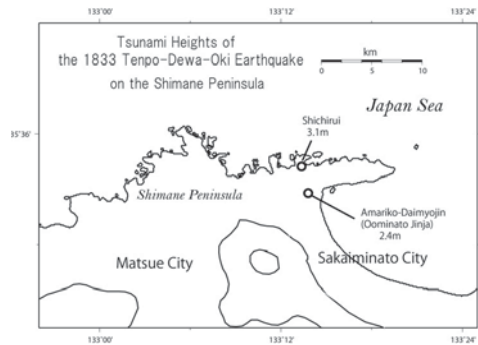 133°00'
133°12'
133°24'
Tsunami Heights of
the 1833 Tenpo-Dewa-Oki Earthquake
on the Shimane Peninsula
km
0 5 10
Japan Sea
35°36'
Shichirui
3.1m
Shimane Peninsula
Amariko-Daimyojin
(Oominato Jinja)
2.4m
Matsue City
Sakaiminato City
133°00'
133°12'
133°24'